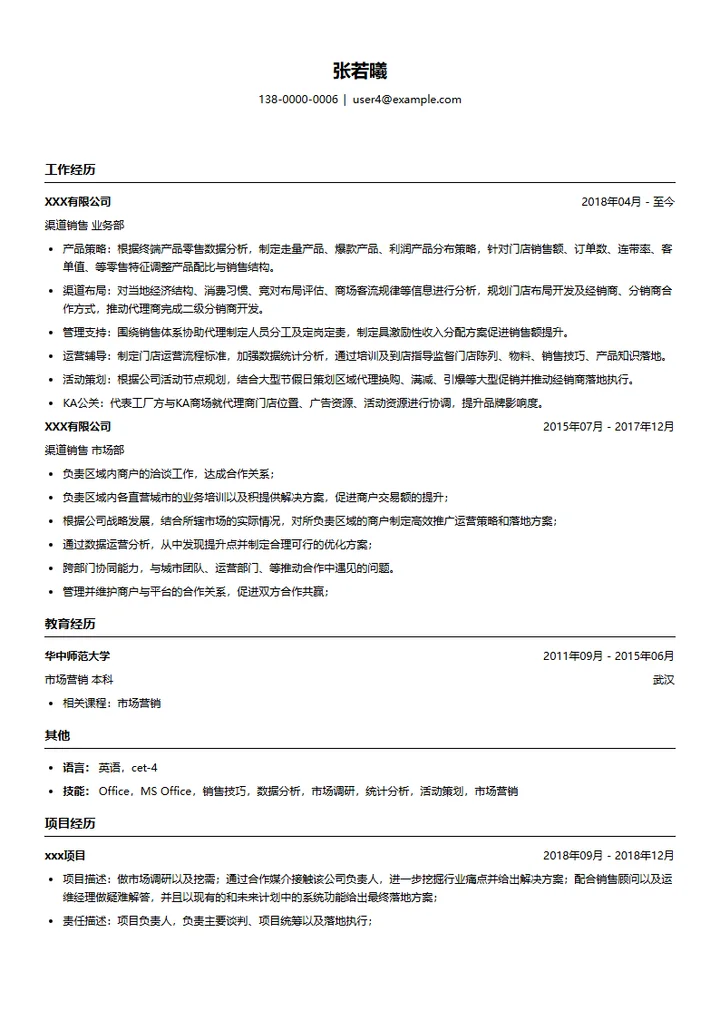 张若曦
138-0000-0006 | user4@example.com
工作经历
XXX有限公司 2018年04月 - 至今
渠道销售 业务部
• 产品策略：根据终端产品零售数据分析，制定走量产品、爆款产品、利润产品分布策略，针对门店销售额、订单数、连带率、客
单值、等零售特征调整产品配比与销售结构。
• 渠道布局：对当地经济结构、消费习惯、竞对布局评估、商场客流规律等信息进行分析，规划门店布局开发及经销商、分销商合
作方式，推动代理商完成二级分销商开发。
• 管理支持：围绕销售体系协助代理制定人员分工及定岗定责，制定具激励性收入分配方案促进销售额提升。
• 运营辅导：制定门店运营流程标准，加强数据统计分析，通过培训及到店指导监督门店陈列、物料、销售技巧、产品知识落地。
• 活动策划：根据公司活动节点规划，结合大型节假日策划区域代理换购、满减、引爆等大型促销并推动经销商落地执行。
• KA公关：代表工厂方与KA商场就代理商门店位置、广告资源、活动资源进行协调，提升品牌影响度。
XXX有限公司 2015年07月 - 2017年12月
渠道销售 市场部
• 负责区域内商户的洽谈工作，达成合作关系；
• 负责区域内各直营城市的业务培训以及积提供解决方案，促进商户交易额的提升；
• 根据公司战略发展，结合所辖市场的实际情况，对所负责区域的商户制定高效推广运营策略和落地方案；
• 通过数据运营分析，从中发现提升点并制定合理可行的优化方案；
• 跨部门协同能力，与城市团队、运营部门、等推动合作中遇见的问题。
• 管理并维护商户与平台的合作关系，促进双方合作共赢；
教育经历
华中师范大学 2011年09月 - 2015年06月
市场营销 本科 武汉
• 相关课程：市场营销
其他
• 语言： 英语，cet-4
• 技能： Office，MS Office，销售技巧，数据分析，市场调研，统计分析，活动策划，市场营销
项目经历
xxx项目 2018年09月 - 2018年12月
• 项目描述：做市场调研以及挖需；通过合作媒介接触该公司负责人，进一步挖掘行业痛点并给出解决方案；配合销售顾问以及运
维经理做疑难解答，并且以现有的和未来计划中的系统功能给出最终落地方案；
• 责任描述：项目负责人，负责主要谈判、项目统筹以及落地执行；